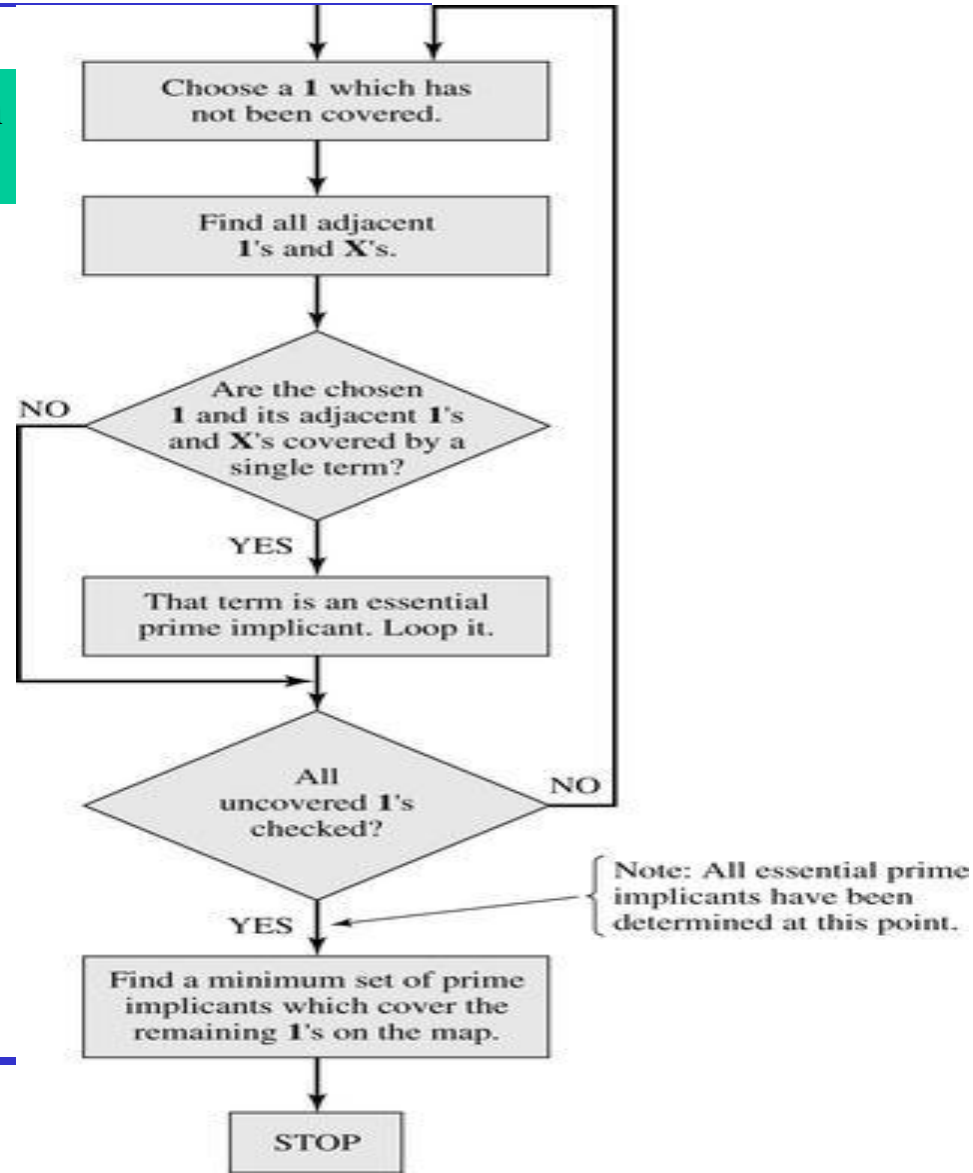 Choose a 1 which has
not been covered.
Find all adjacent
1's and X's.
Are the chosen
1 and its adjacent 1's
and X's covered by a
single term?
NO
YES
That term is an essential
prime implicant. Loop it.
All
uncovered 1's
checked?
NO
YES
Note: All essential prime
implicants have been
determined at this point.
Find a minimum set of prime
implicants which cover the
remaining 1's on the map.
STOP